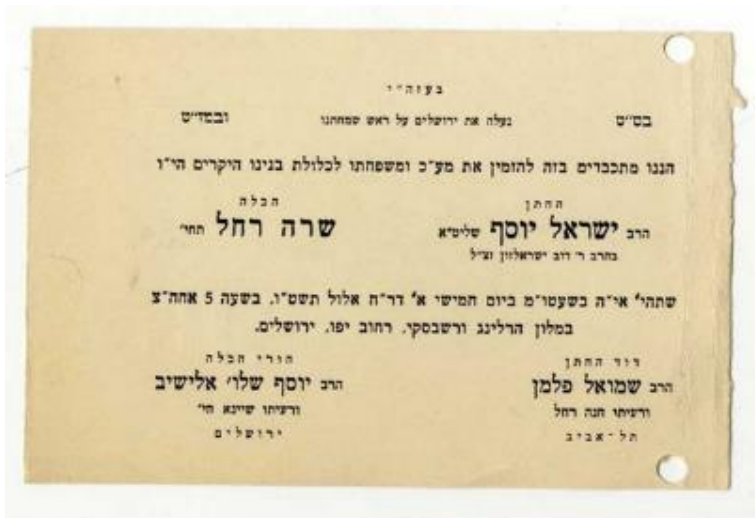 בעזהי״י
בס״ט נעלה את ירושלים על ראש שמחתנו ובמז״ט
הננו מתכבדים בזה להזמין את מע״כ ומשפחתו לכלולת בנינו היקרים הי״ו
החתן הכלה
הרב ישראל יוסף שליט״א שרה רחל תחי׳
בהרב ר׳ דוב ישראלזון זצ״ל
שתהי׳ אי״ה בשעטו״מ ביום חמישי א׳ דר״ח אלול תשט״ו, בשעה 5 אחה״צ
במלון הרלינג ורשבסקי, רחוב יפו, ירושלים.
דוד החתן הורי הכלה
הרב שמואל פלמן הרב יוסף שלו׳ אלישיב
ורעיתו חנה רחל ורעיתו שיינא הי״
תל-אביב ירושלים